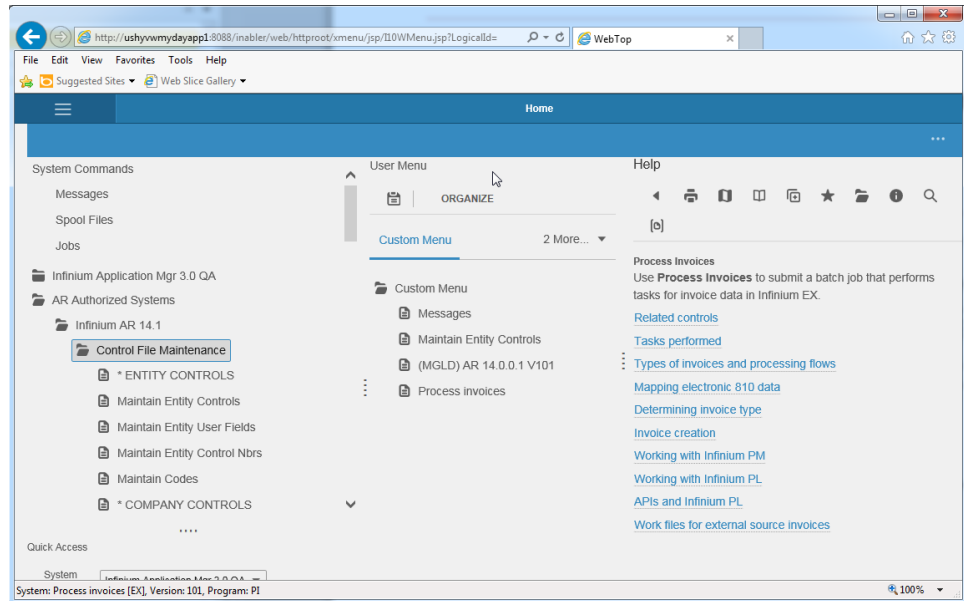 http://ushyvwmydayapp1:8088/inabler/web/httproot/xmenu/jsp/I10WMenu.jsp?LogicalId=
WebTop
File Edit View Favorites Tools Help
Suggested Sites Web Slice Gallery
Home
System Commands
Messages
Spool Files
Jobs
Infinium Application Mgr 3.0 QA
AR Authorized Systems
Infinium AR 14.1
Control File Maintenance
* ENTITY CONTROLS
Maintain Entity Controls
Maintain Entity User Fields
Maintain Entity Control Nbrs
Maintain Codes
* COMPANY CONTROLS
Quick Access
System
Infinium Application Mgr 3.0 QA
User Menu
ORGANIZE
Custom Menu 2 More...
Custom Menu
Messages
Maintain Entity Controls
(MGLD) AR 14.0.0.1 V101
Process invoices
Help
Process Invoices
Use Process Invoices to submit a batch job that performs
tasks for invoice data in Infinium EX.
Related controls
Tasks performed
Types of invoices and processing flows
Mapping electronic 810 data
Determining invoice type
Invoice creation
Working with Infinium PM
Working with Infinium PL
APIs and Infinium PL
Work files for external source invoices
System: Process invoices [EX], Version: 101, Program: PI
100%